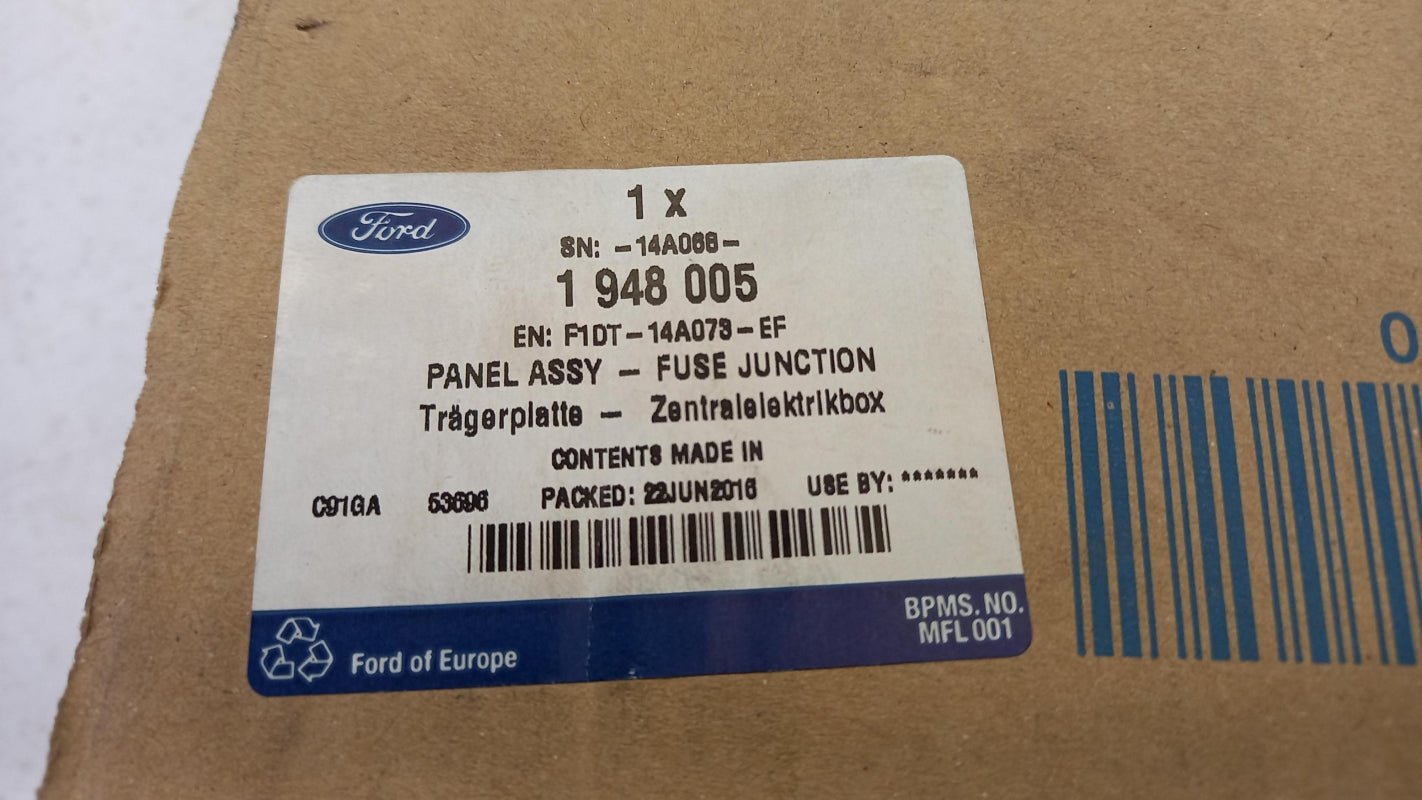 Ford
1 x
SN: -14A068-
1 948 005
EN: F1DT-14A073-EF
PANEL ASSY - FUSE JUNCTION
Trägerplatte - Zentralelektrikbox
CONTENTS MADE IN
C91GA 53696 PACKED: 22JUN2016 USE BY: *******
BPMS. NO.
MFL 001
Ford of Europe
0